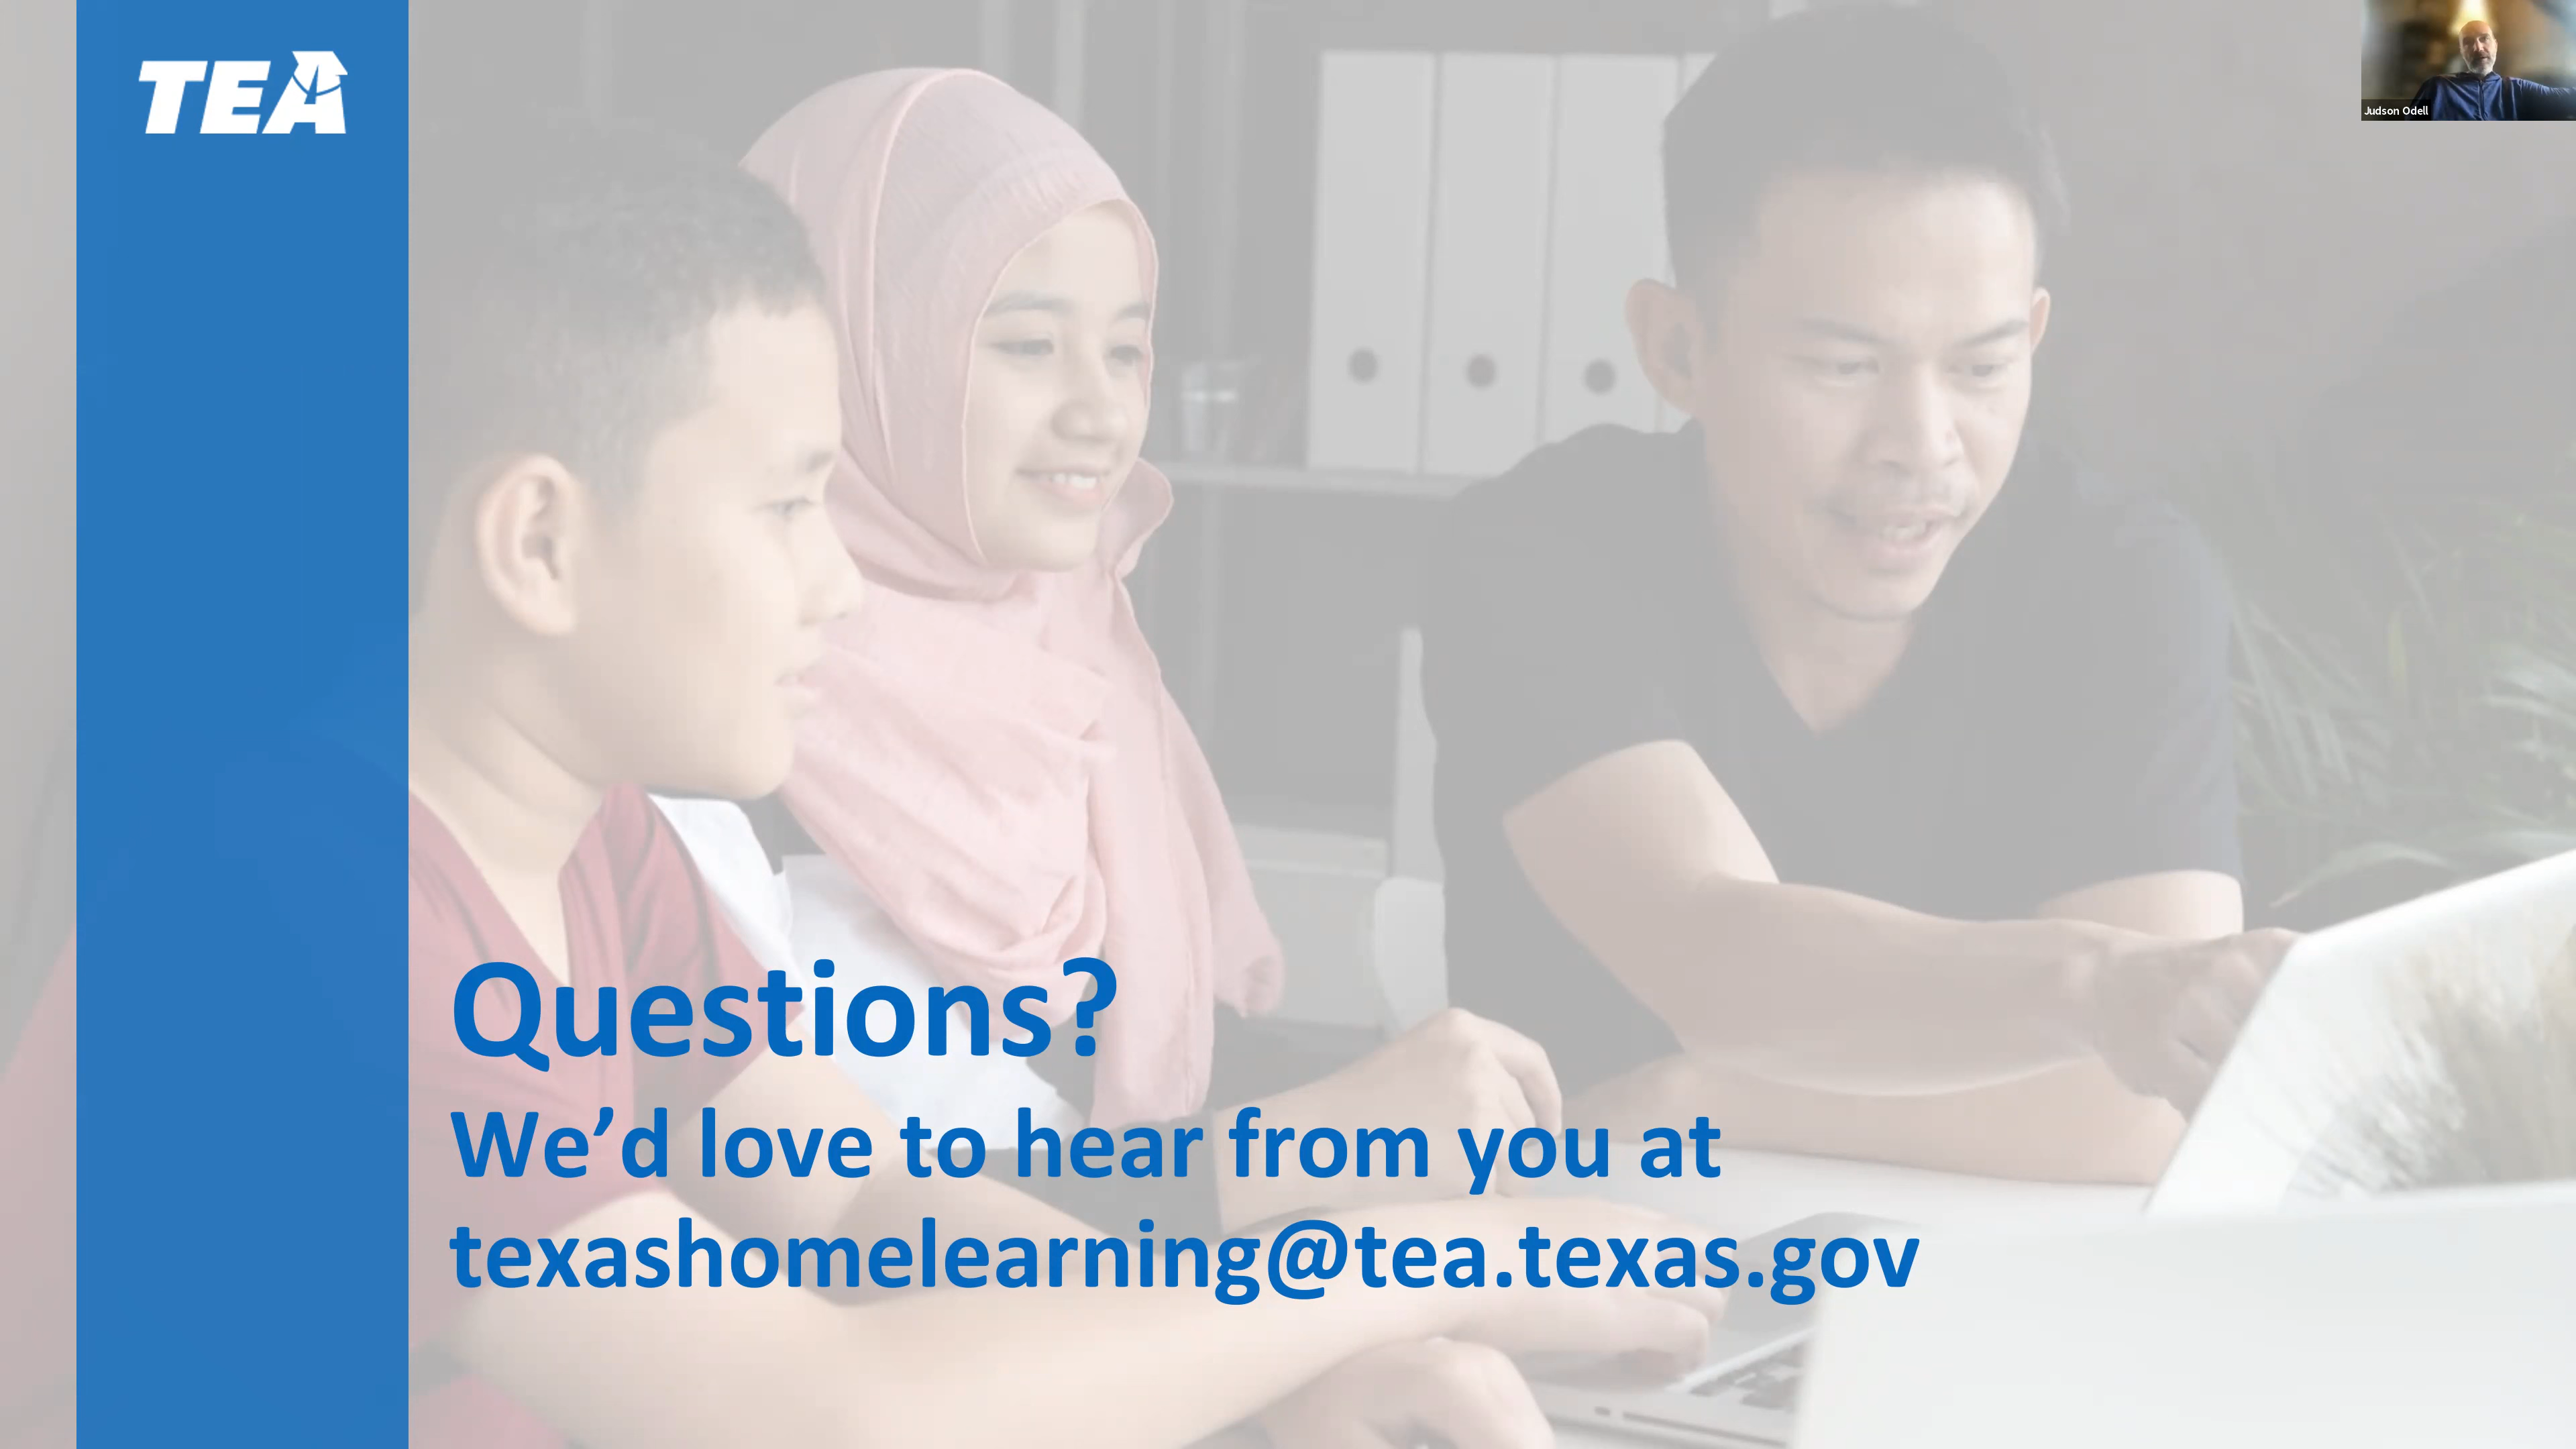 TEA
Judson Odell
Questions?
We’d love to hear from you at
texashomelearning@tea.texas.gov